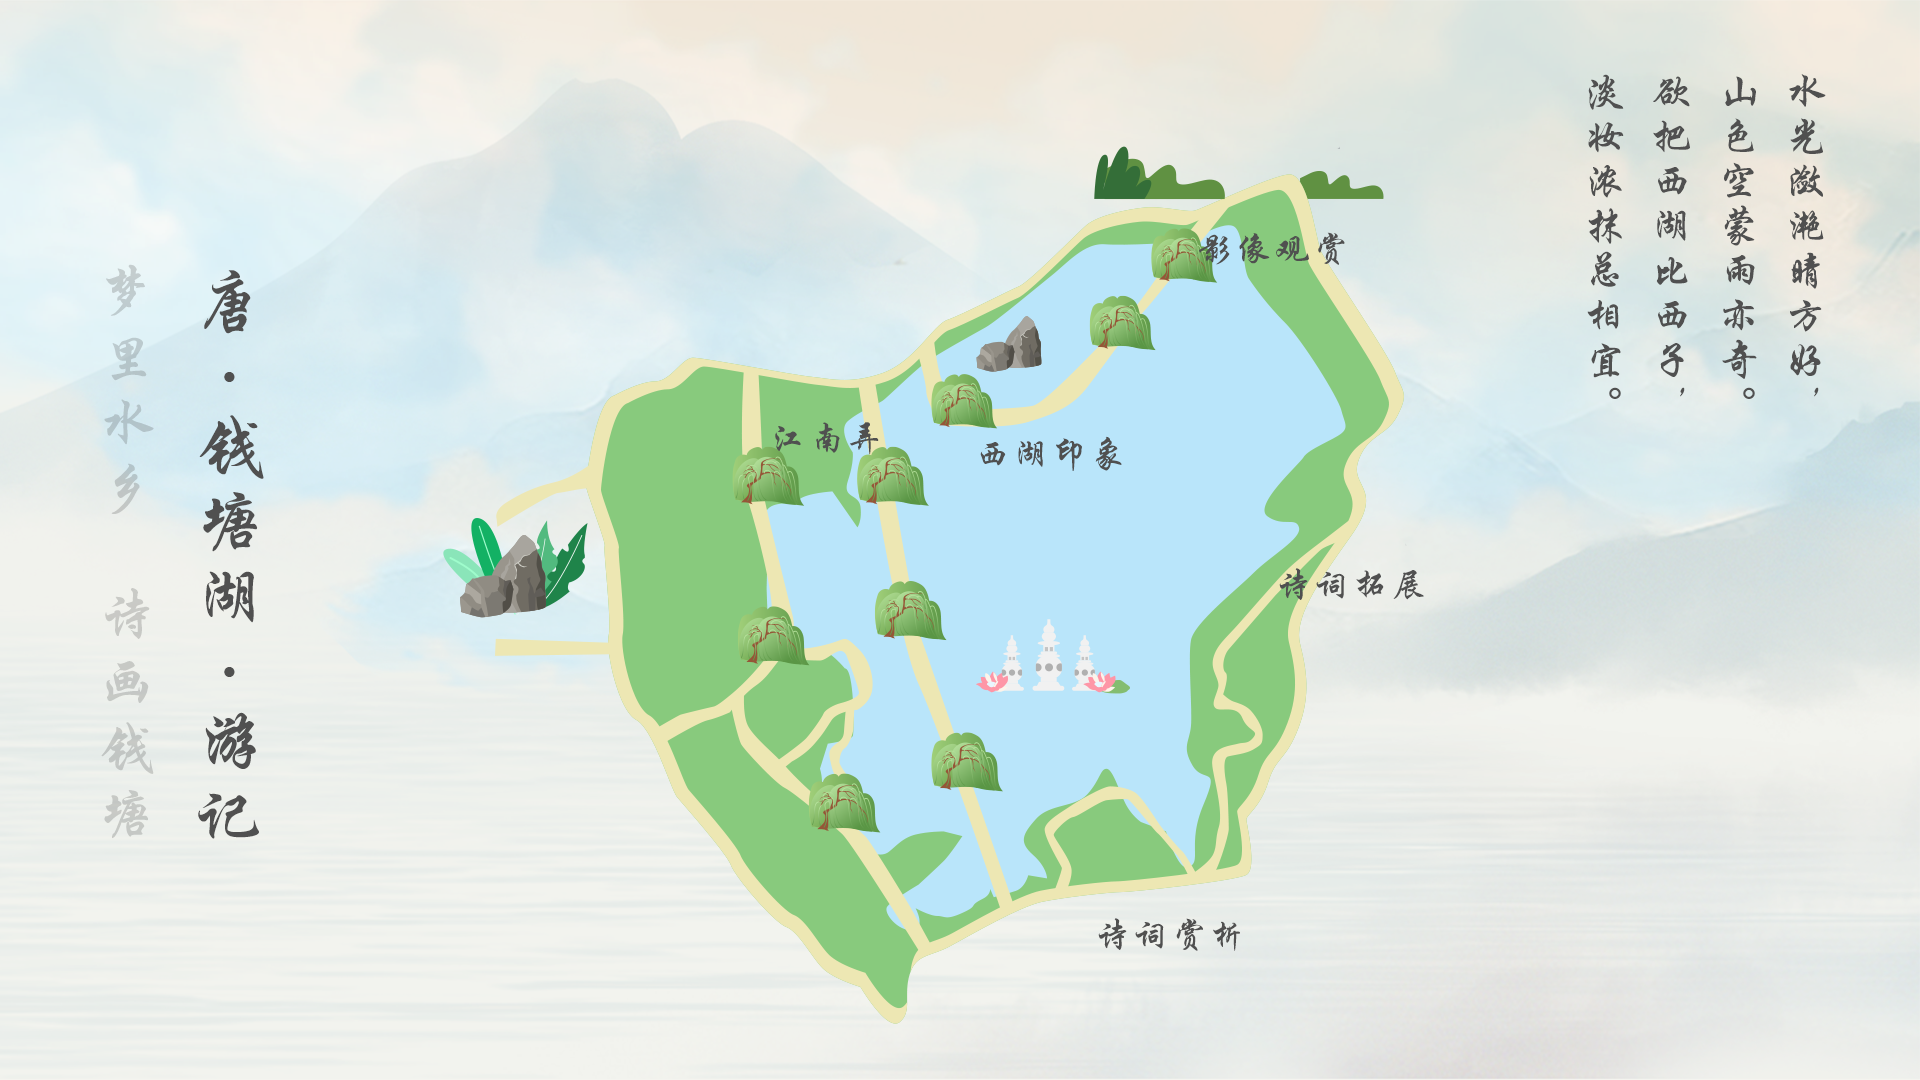 水光潋滟晴方好，
山色空蒙雨亦奇。
欲把西湖比西子，
淡妆浓抹总相宜。
唐·钱塘湖·游记
梦里水乡 诗画钱塘
影像观赏
江南弄
西湖印象
诗词拓展
诗词赏析